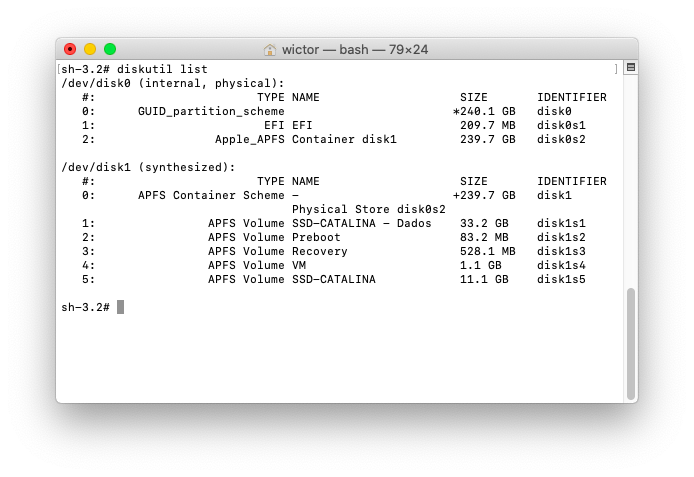 wictor — bash — 79×24
[sh-3.2# diskutil list ]
/dev/disk0 (internal, physical):
   #:                       TYPE NAME                    SIZE       IDENTIFIER
   0:      GUID_partition_scheme                        *240.1 GB   disk0
   1:                        EFI EFI                     209.7 MB   disk0s1
   2:                 Apple_APFS Container disk1         239.7 GB   disk0s2
/dev/disk1 (synthesized):
   #:                       TYPE NAME                    SIZE       IDENTIFIER
   0:      APFS Container Scheme -                      +239.7 GB   disk1
                                 Physical Store disk0s2
   1:                APFS Volume SSD-CATALINA - Dados    33.2 GB    disk1s1
   2:                APFS Volume Preboot                 83.2 MB    disk1s2
   3:                APFS Volume Recovery                528.1 MB   disk1s3
   4:                APFS Volume VM                      1.1 GB     disk1s4
   5:                APFS Volume SSD-CATALINA            11.1 GB    disk1s5
sh-3.2#